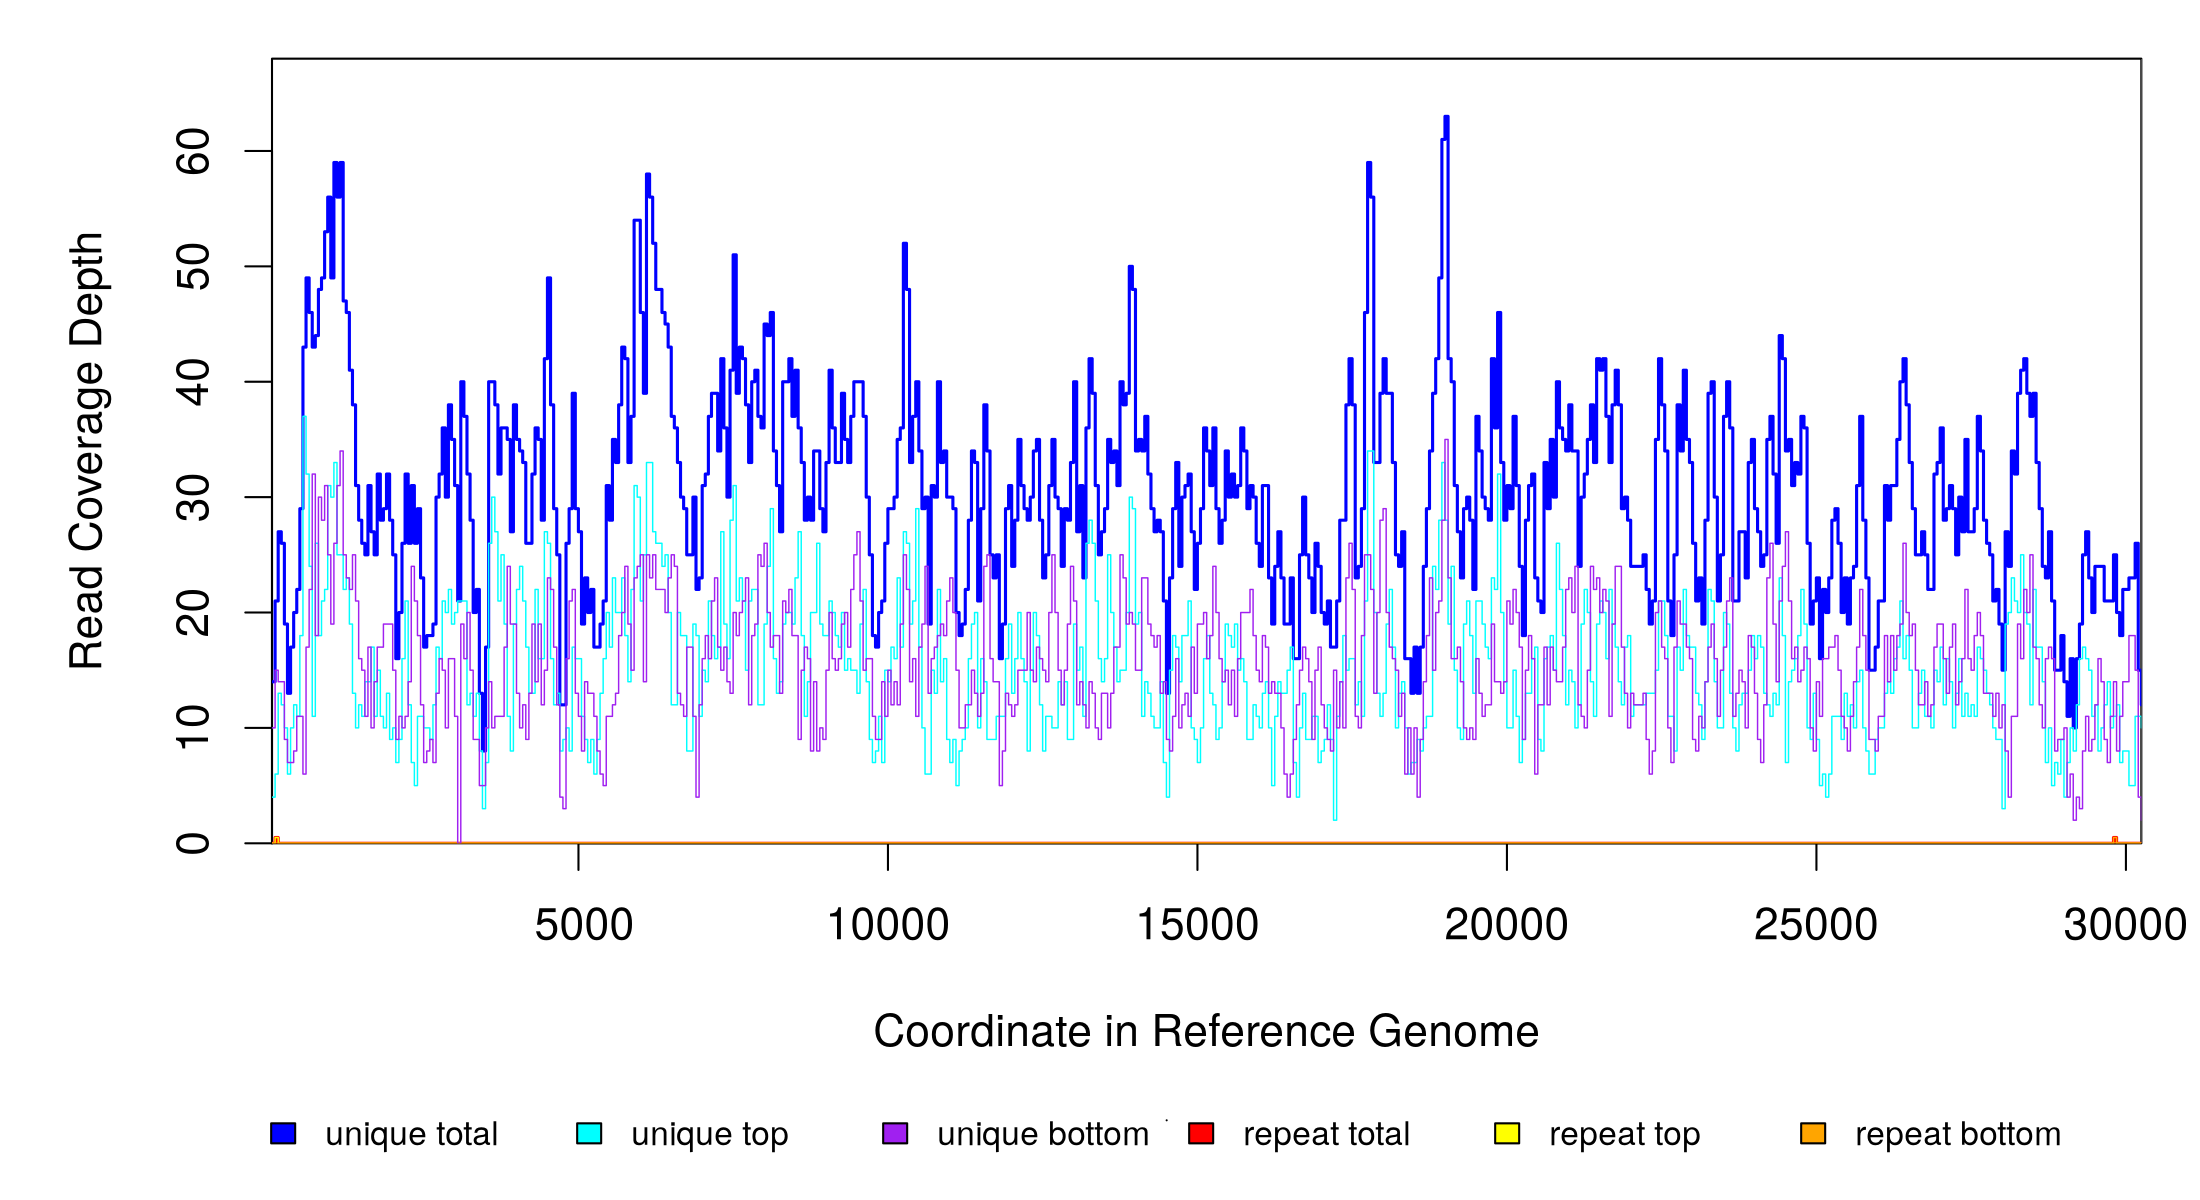 Read Coverage Depth
60
50
40
30
20
10
0
5000 10000 15000 20000 25000 30000
Coordinate in Reference Genome
unique total unique top unique bottom repeat total repeat top repeat bottom